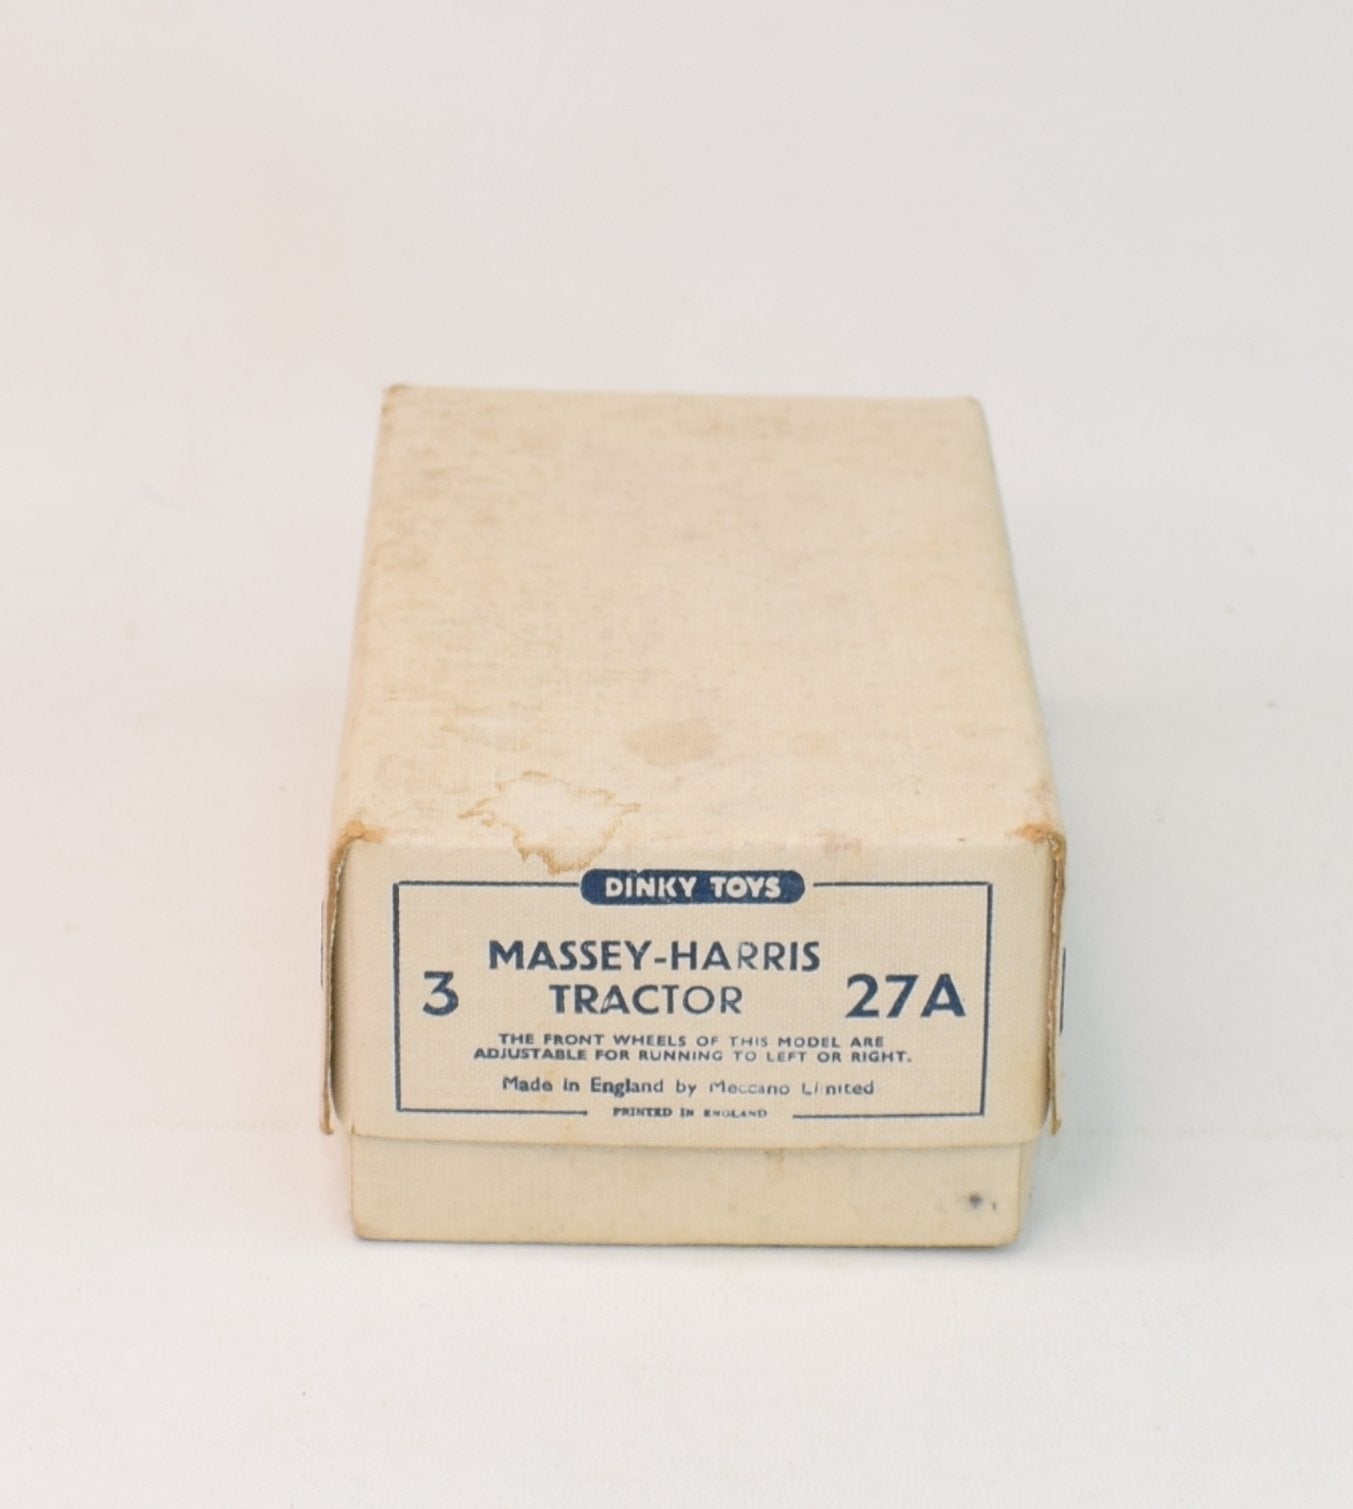 DINKY TOYS
MASSEY-HARRIS
3 TRACTOR 27A
THE FRONT WHEELS OF THIS MODEL ARE
ADJUSTABLE FOR RUNNING TO LEFT OR RIGHT.
Made in England by Meccano Limited
PRINTED IN ENGLAND